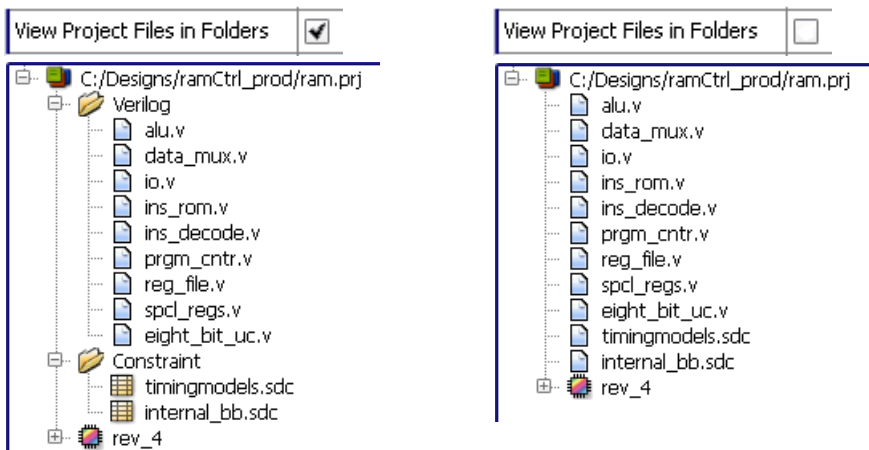 View Project Files in Folders
C:/Designs/ramCtrl_prod/ram.prj
Verilog
alu.v
data_mux.v
io.v
ins_rom.v
ins_decode.v
prgm_cntr.v
reg_file.v
spcl_regs.v
eight_bit_uc.v
Constraint
timingmodels.sdc
internal_bb.sdc
rev_4
View Project Files in Folders
C:/Designs/ramCtrl_prod/ram.prj
alu.v
data_mux.v
io.v
ins_rom.v
ins_decode.v
prgm_cntr.v
reg_file.v
spcl_regs.v
eight_bit_uc.v
timingmodels.sdc
internal_bb.sdc
rev_4